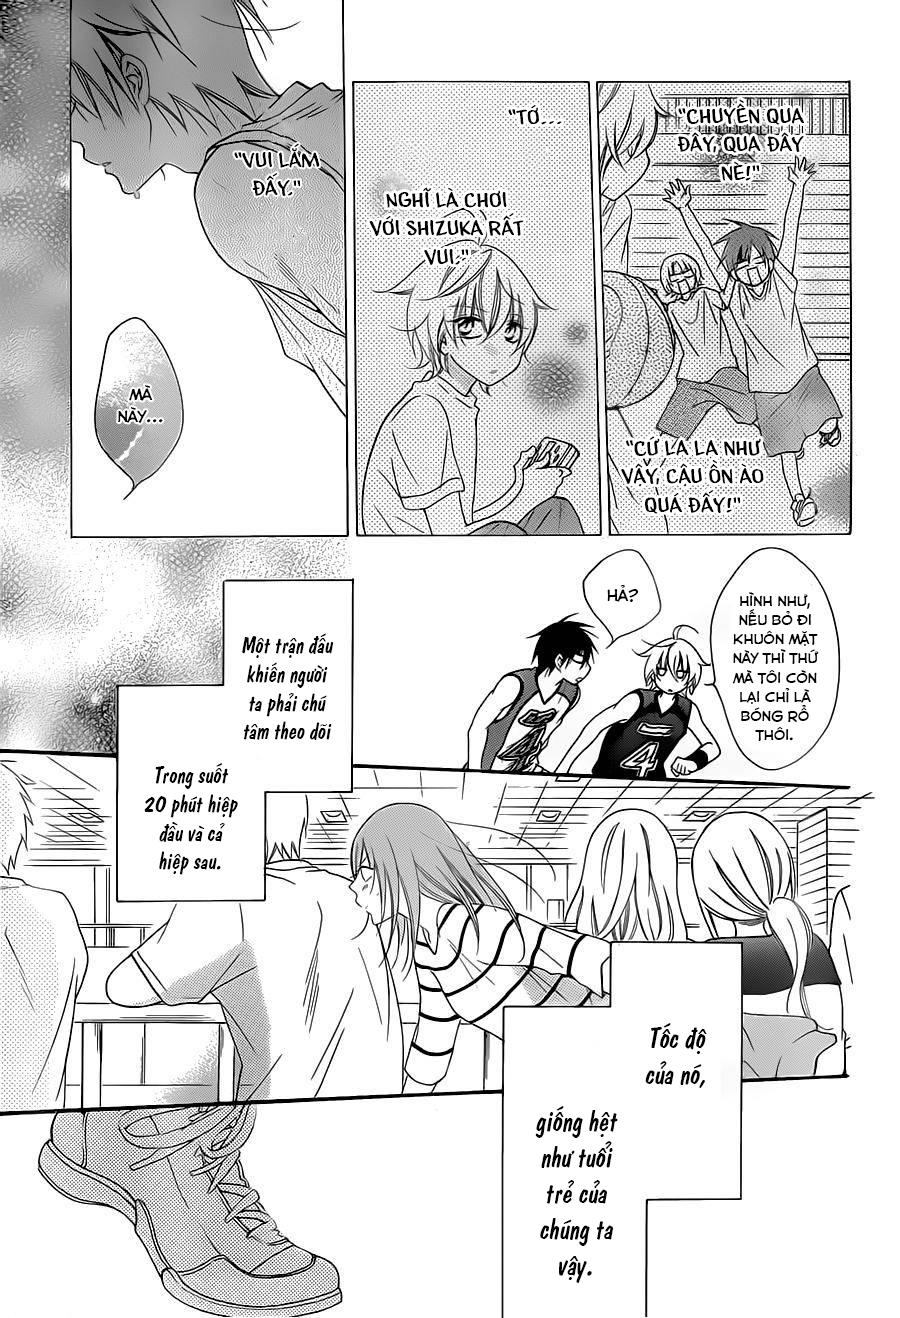 "CHUYỀN QUA
ĐÂY, QUA ĐÂY
NÈ!"
"CỨ LA LA NHƯ
VẬY, CẬU ỒN ÀO
QUÁ ĐẤY!"
"TỚ...
NGHĨ LÀ CHƠI
VỚI SHIZUKA RẤT
VUI."
"VUI LẮM
ĐẤY."
MÀ
NÀY...
HÌNH NHƯ,
NẾU BỎ ĐI
KHUÔN MẶT
NÀY THÌ THỨ
MÀ TÔI CÒN
LẠI CHỈ LÀ
BÓNG RỔ
THÔI.
HẢ?
4
4
Một trận đấu
khiến người
ta phải chú
tâm theo dõi
Trong suốt
20 phút hiệp
đầu và cả
hiệp sau.
Tốc độ
của nó,
giống hệt
như tuổi
trẻ của
chúng ta
vậy.